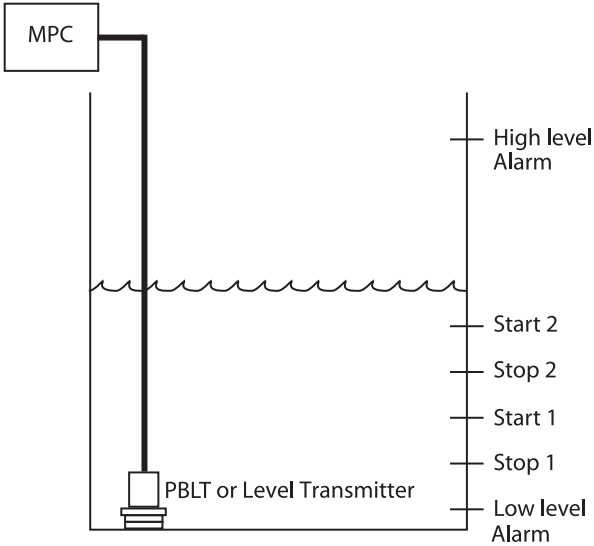 MPC
High level
Alarm
Start 2
Stop 2
Start 1
Stop 1
PBLT or Level Transmitter
Low level
Alarm